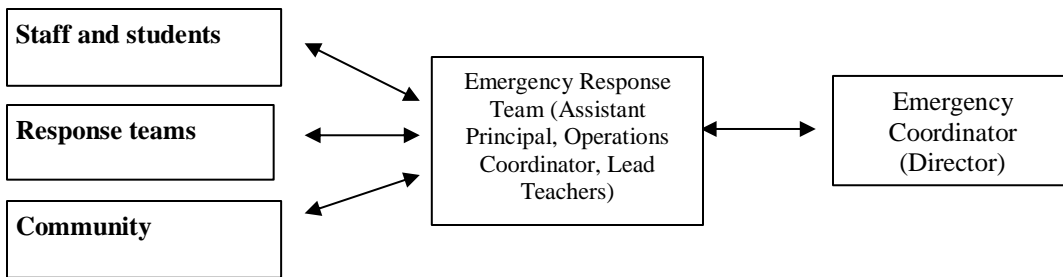 Staff and students
Response teams
Community
Emergency Response
Team (Assistant
Principal, Operations
Coordinator, Lead
Teachers)
Emergency
Coordinator
(Director)